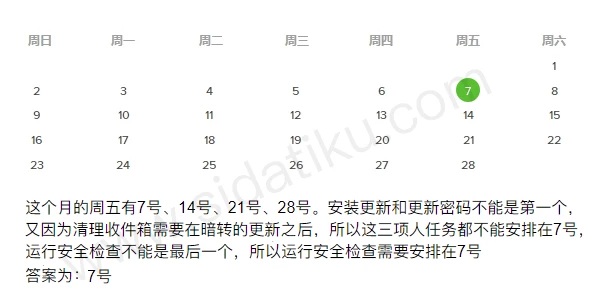 周日 周一 周二 周三 周四 周五 周六
1
2 3 4 5 6 7 8
9 10 11 12 13 14 15
16 17 18 19 20 21 22
23 24 25 26 27 28
这个月的周五有7号、14号，21号、28号。安装更新和更新密码不能是第一个，
又因为清理收件箱需要在暗转的更新之后，所以这三项人任务都不能安排在7号，
运行安全检查不能是最后一个，所以运行安全检查需要安排在7号
答案为：7号
www.sidatiku.com